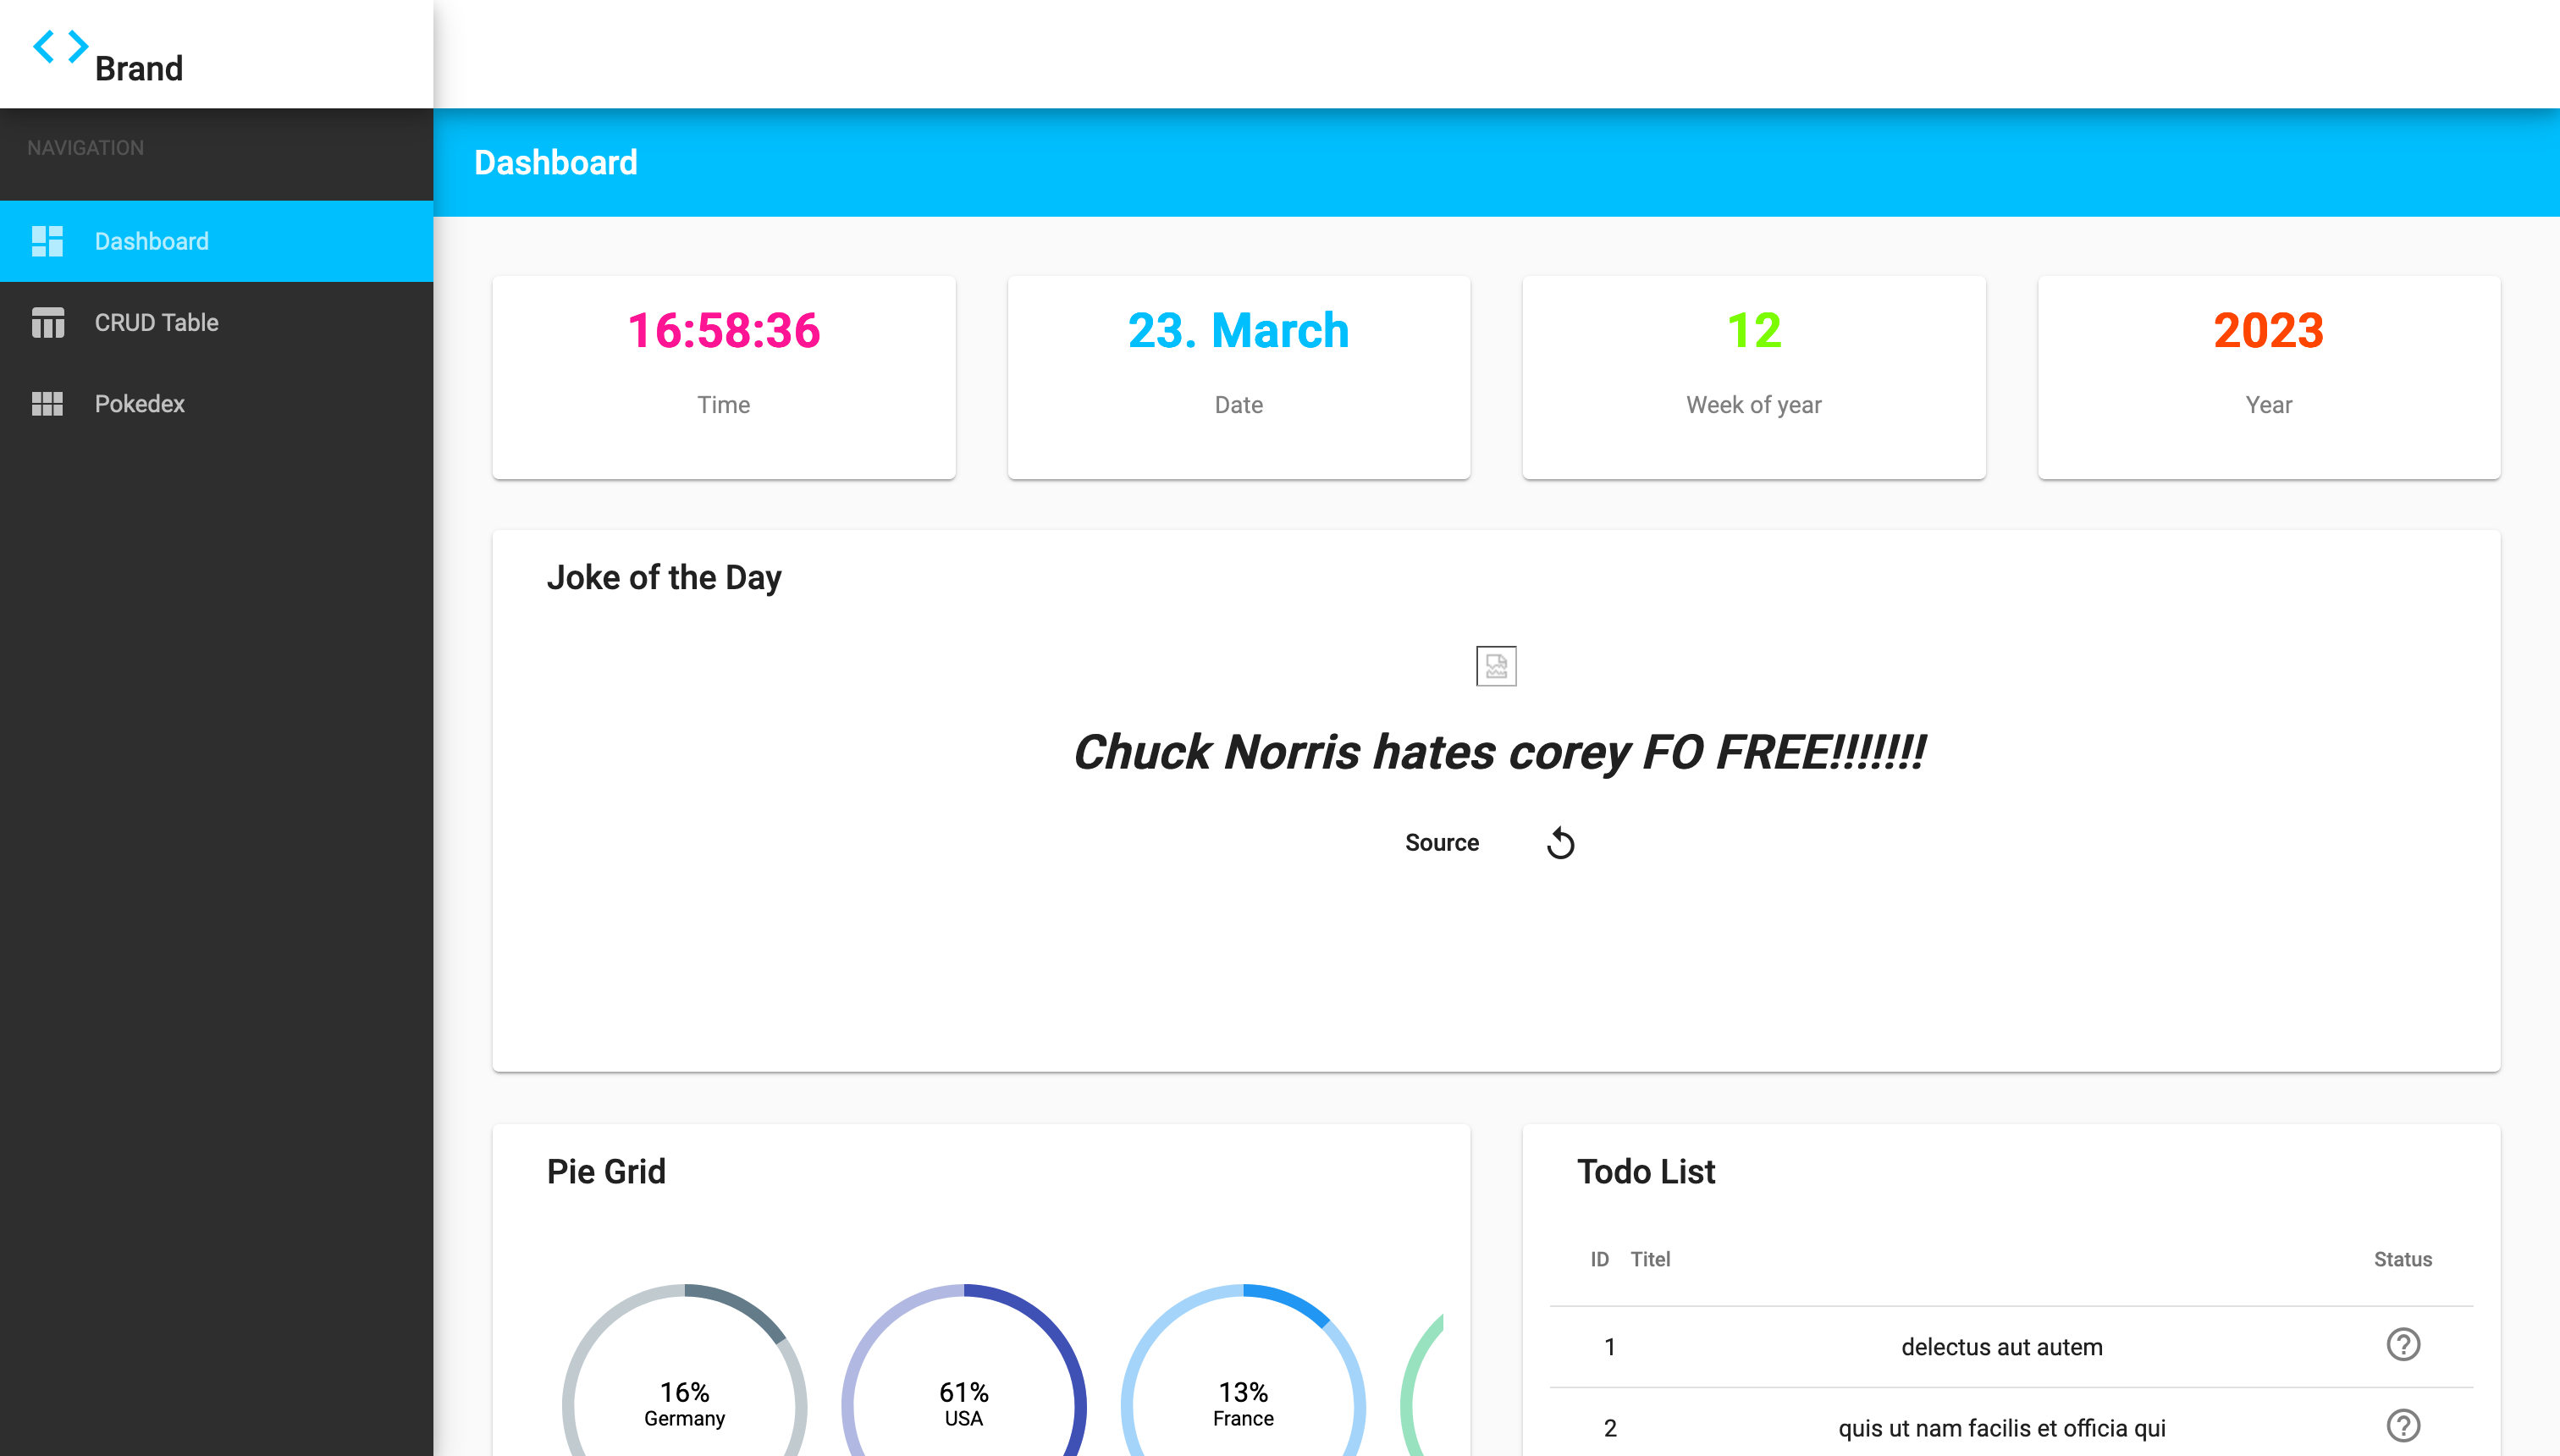 Brand
NAVIGATION
Dashboard
CRUD Table
Pokedex
Dashboard
16:58:36
Time
23. March
Date
12
Week of year
2023
Year
Joke of the Day
Chuck Norris hates corey FO FREE!!!!!!!
Source
Pie Grid
16%
Germany
61%
USA
13%
France
Todo List
ID Titel Status
1 delectus aut autem
2 quis ut nam facilis et officia qui